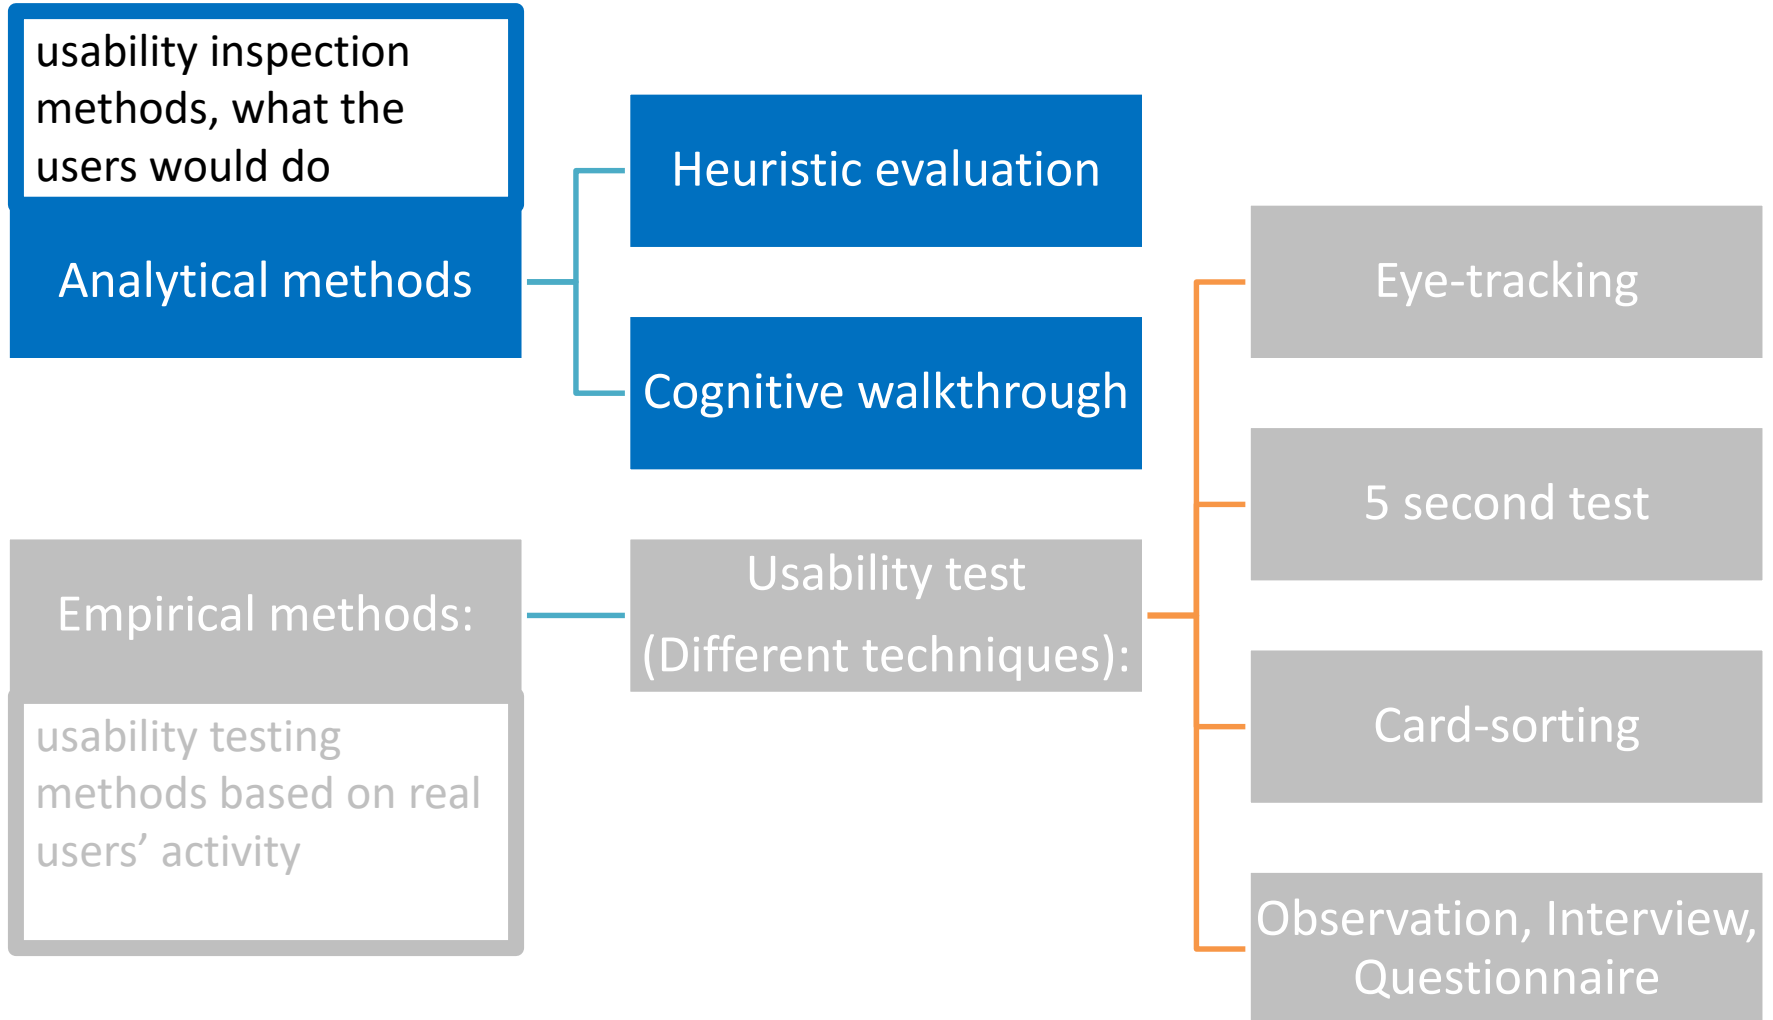 usability inspection
methods, what the
users would do
Analytical methods
Heuristic evaluation
Cognitive walkthrough
Empirical methods:
usability testing
methods based on real
users’ activity
Usability test
(Different techniques):
Eye-tracking
5 second test
Card-sorting
Observation, Interview,
Questionnaire